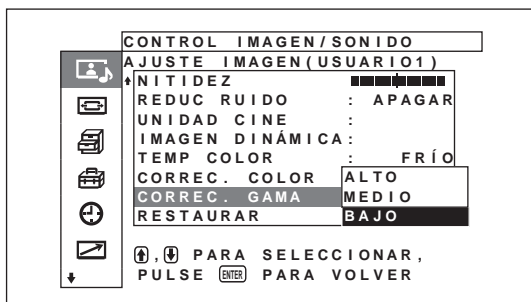 CONTROL IMAGEN/SONIDO
AJUSTE IMAGEN(USUARIO1)
NITIDEZ
REDUC RUIDO : APAGAR
UNIDAD CINE :
IMAGEN DINÁMICA:
TEMP COLOR : FRÍO
CORREC. COLOR ALTO
CORREC. GAMA MEDIO
RESTAURAR BAJO
, PARA SELECCIONAR,
PULSE ENTER PARA VOLVER